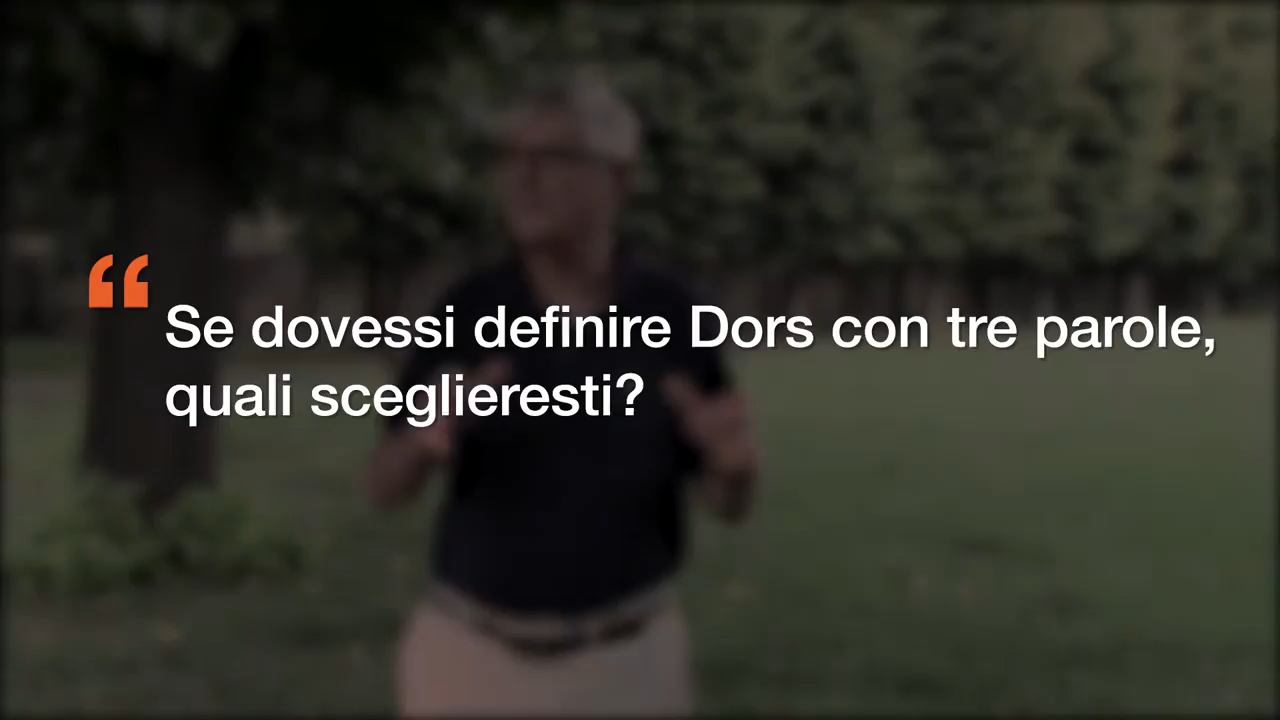 “Se dovessi definire Dors con tre parole,
quali sceglieresti?